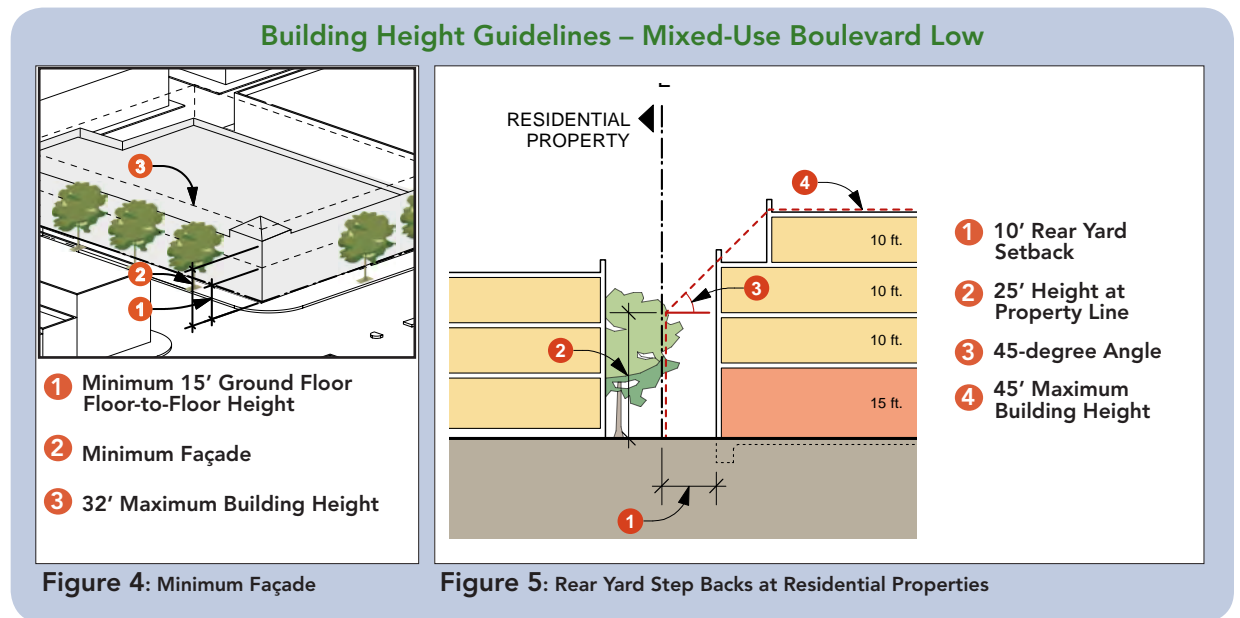 Building Height Guidelines – Mixed-Use Boulevard Low
3
2
1
1 Minimum 15’ Ground Floor
Floor-to-Floor Height
2 Minimum Façade
3 32’ Maximum Building Height
Figure 4: Minimum Façade
RESIDENTIAL
PROPERTY
4
10 ft.
3
10 ft.
2
10 ft.
15 ft.
1
1 10’ Rear Yard
Setback
2 25’ Height at
Property Line
3 45-degree Angle
4 45’ Maximum
Building Height
Figure 5: Rear Yard Step Backs at Residential Properties